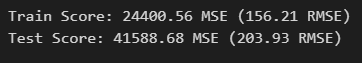 Train Score: 24400.56 MSE (156.21 RMSE)
Test Score: 41588.68 MSE (203.93 RMSE)